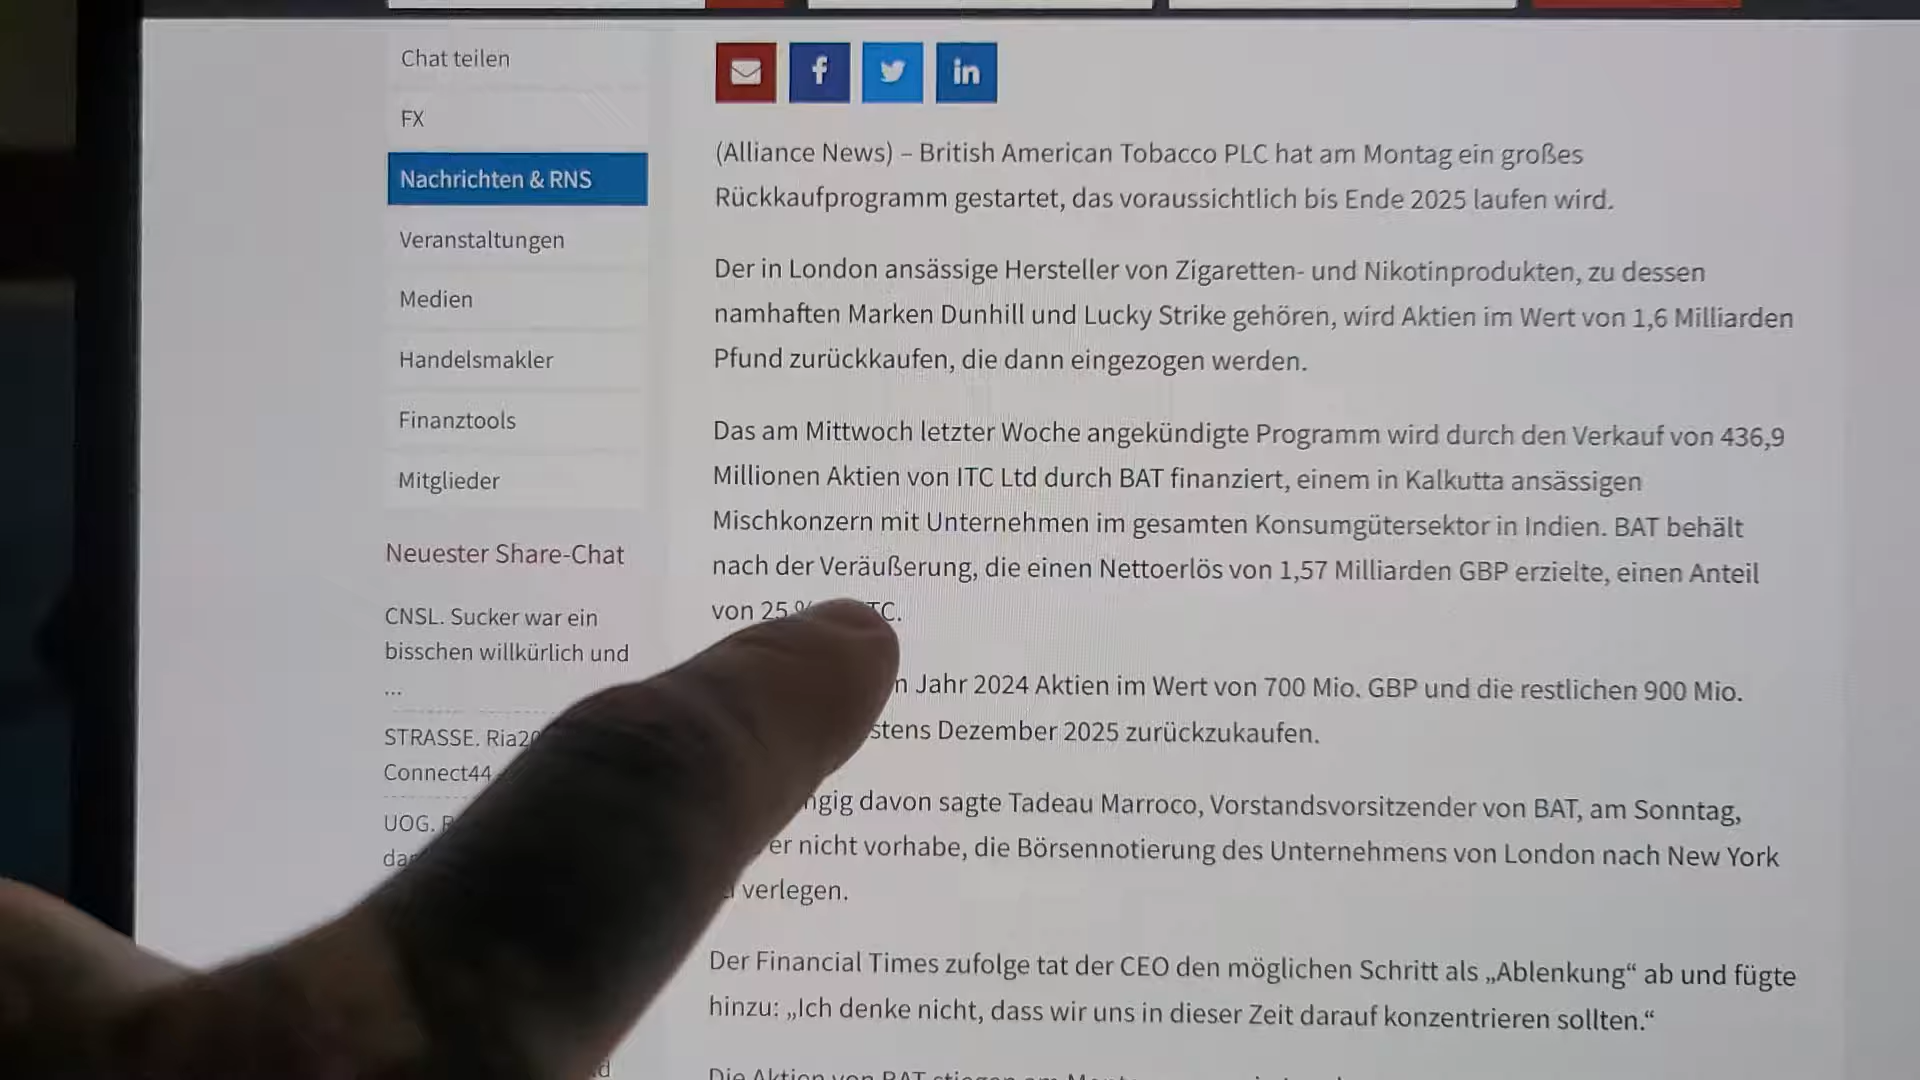 Chat teilen
FX
Nachrichten & RNS
Veranstaltungen
Medien
Handelsmakler
Finanztools
Mitglieder
Neuester Share-Chat
CNSL. Sucker war ein
bisschen willkürlich und
...
STRASSE.
Connect44
UOG.
f
in
(Alliance News) – British American Tobacco PLC hat am Montag ein großes
Rückkaufprogramm gestartet, das voraussichtlich bis Ende 2025 laufen wird.
Der in London ansässige Hersteller von Zigaretten- und Nikotinprodukten, zu dessen
namhaften Marken Dunhill und Lucky Strike gehören, wird Aktien im Wert von 1,6 Milliarden
Pfund zurückkaufen, die dann eingezogen werden.
Das am Mittwoch letzter Woche angekündigte Programm wird durch den Verkauf von 436,9
Millionen Aktien von ITC Ltd durch BAT finanziert, einem in Kalkutta ansässigen
Mischkonzern mit Unternehmen im gesamten Konsumgütersektor in Indien. BAT behält
nach der Veräußerung, die einen Nettoerlös von 1,57 Milliarden GBP erzielte, einen Anteil
von 25 %
Jahr 2024 Aktien im Wert von 700 Mio. GBP und die restlichen 900 Mio.
Dezember 2025 zurückzukaufen.
davon sagte Tadeau Marroco, Vorstandsvorsitzender von BAT, am Sonntag,
er nicht vorhabe, die Börsennotierung des Unternehmens von London nach New York
verlegen.
Der Financial Times zufolge tat der CEO den möglichen Schritt als „Ablenkung“ ab und fügte
hinzu: „Ich denke nicht, dass wir uns in dieser Zeit darauf konzentrieren sollten.“
Die Aktien von BAT stiegen am